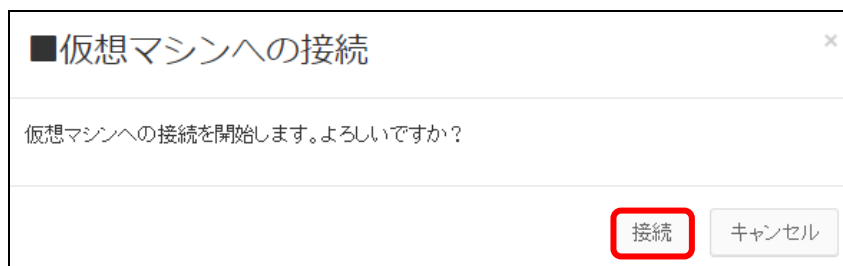 ■仮想マシンへの接続
×
仮想マシンへの接続を開始します。よろしいですか？
接続
キャンセル